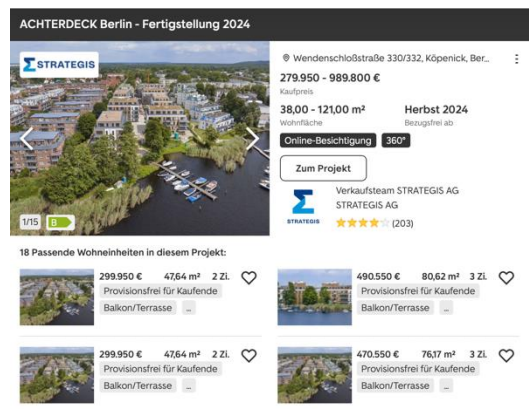 ACHTERDECK Berlin - Fertigstellung 2024
STRATEGIS
Wendenschloßstraße 330/332, Köpenick, Ber...
279.950 - 989.800 €
Kaufpreis
38,00 - 121,00 m² Herbst 2024
Wohnfläche Bezugsfrei ab
Online-Besichtigung 360°
Zum Projekt
Verkaufsteam STRATEGIS AG
STRATEGIS AG
STRATEGIS
(203)
1/15 B
18 Passende Wohneinheiten in diesem Projekt:
299.950 € 47,64 m² 2 Zi.
Provisionsfrei für Kaufende
Balkon/Terrasse ...
490.550 € 80,62 m² 3 Zi.
Provisionsfrei für Kaufende
Balkon/Terrasse ...
299.950 € 47,64 m² 2 Zi.
Provisionsfrei für Kaufende
Balkon/Terrasse ...
470.550 € 76,17 m² 3 Zi.
Provisionsfrei für Kaufende
Balkon/Terrasse ...